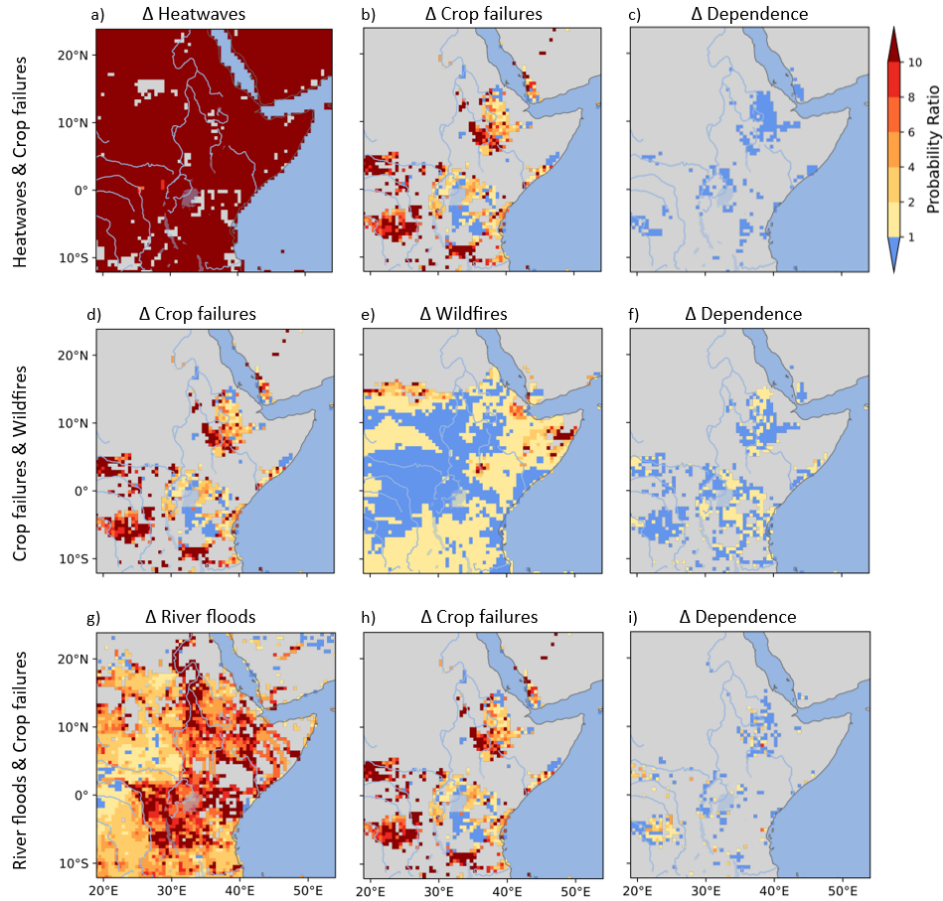 a) Δ Heatwaves
b) Δ Crop failures
c) Δ Dependence
Heatwaves & Crop failures
20°N
10°N
0°
10°S
10
8
6
4
2
1
Probability Ratio
d) Δ Crop failures
e) Δ Wildfires
f) Δ Dependence
Crop failures & Wildfires
20°N
10°N
0°
10°S
g) Δ River floods
h) Δ Crop failures
i) Δ Dependence
River floods & Crop failures
20°N
10°N
0°
10°S
20°E 30°E 40°E 50°E
20°E 30°E 40°E 50°E
20°E 30°E 40°E 50°E